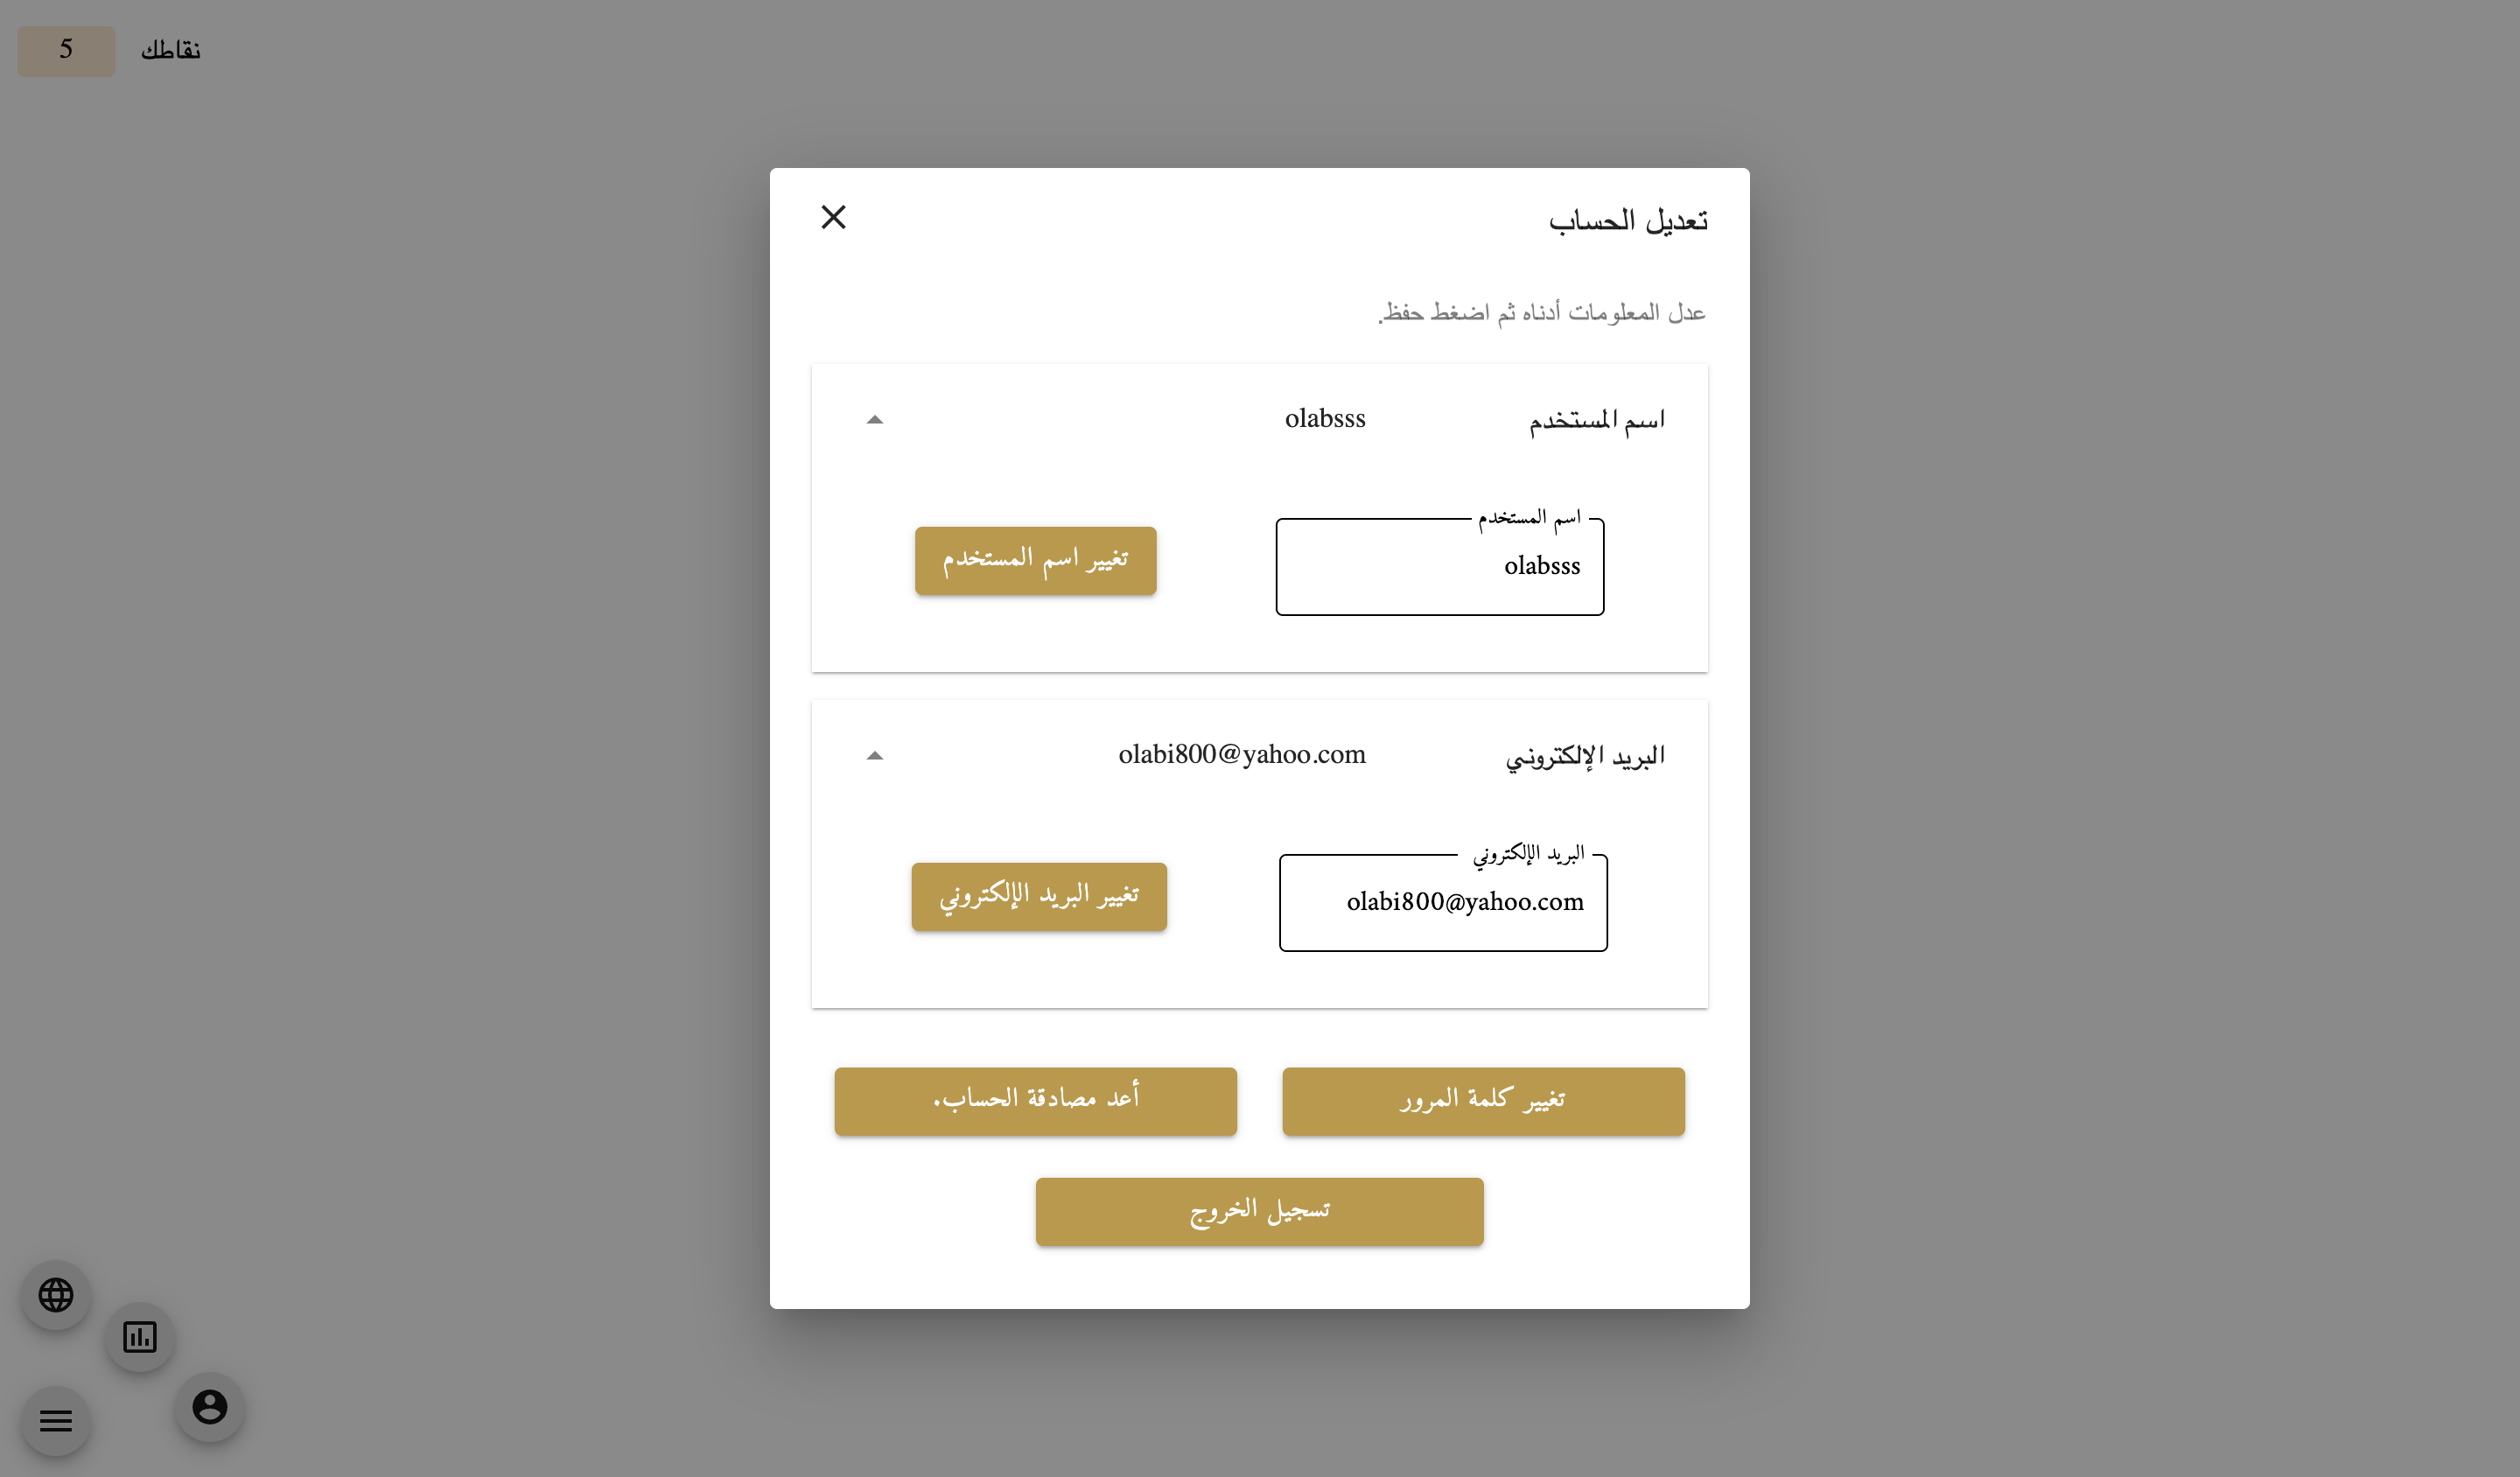 نقاطك 5
تعديل الحساب
عدل المعلومات أدناه ثم اضغط حفظ.
اسم المستخدم olabsss
اسم المستخدم
olabsss
تغيير اسم المستخدم
البريد الإلكتروني olabi800@yahoo.com
البريد الإلكتروني
olabi800@yahoo.com
تغيير البريد الإلكتروني
تغيير كلمة المرور
أعد مصادقة الحساب.
تسجيل الخروج